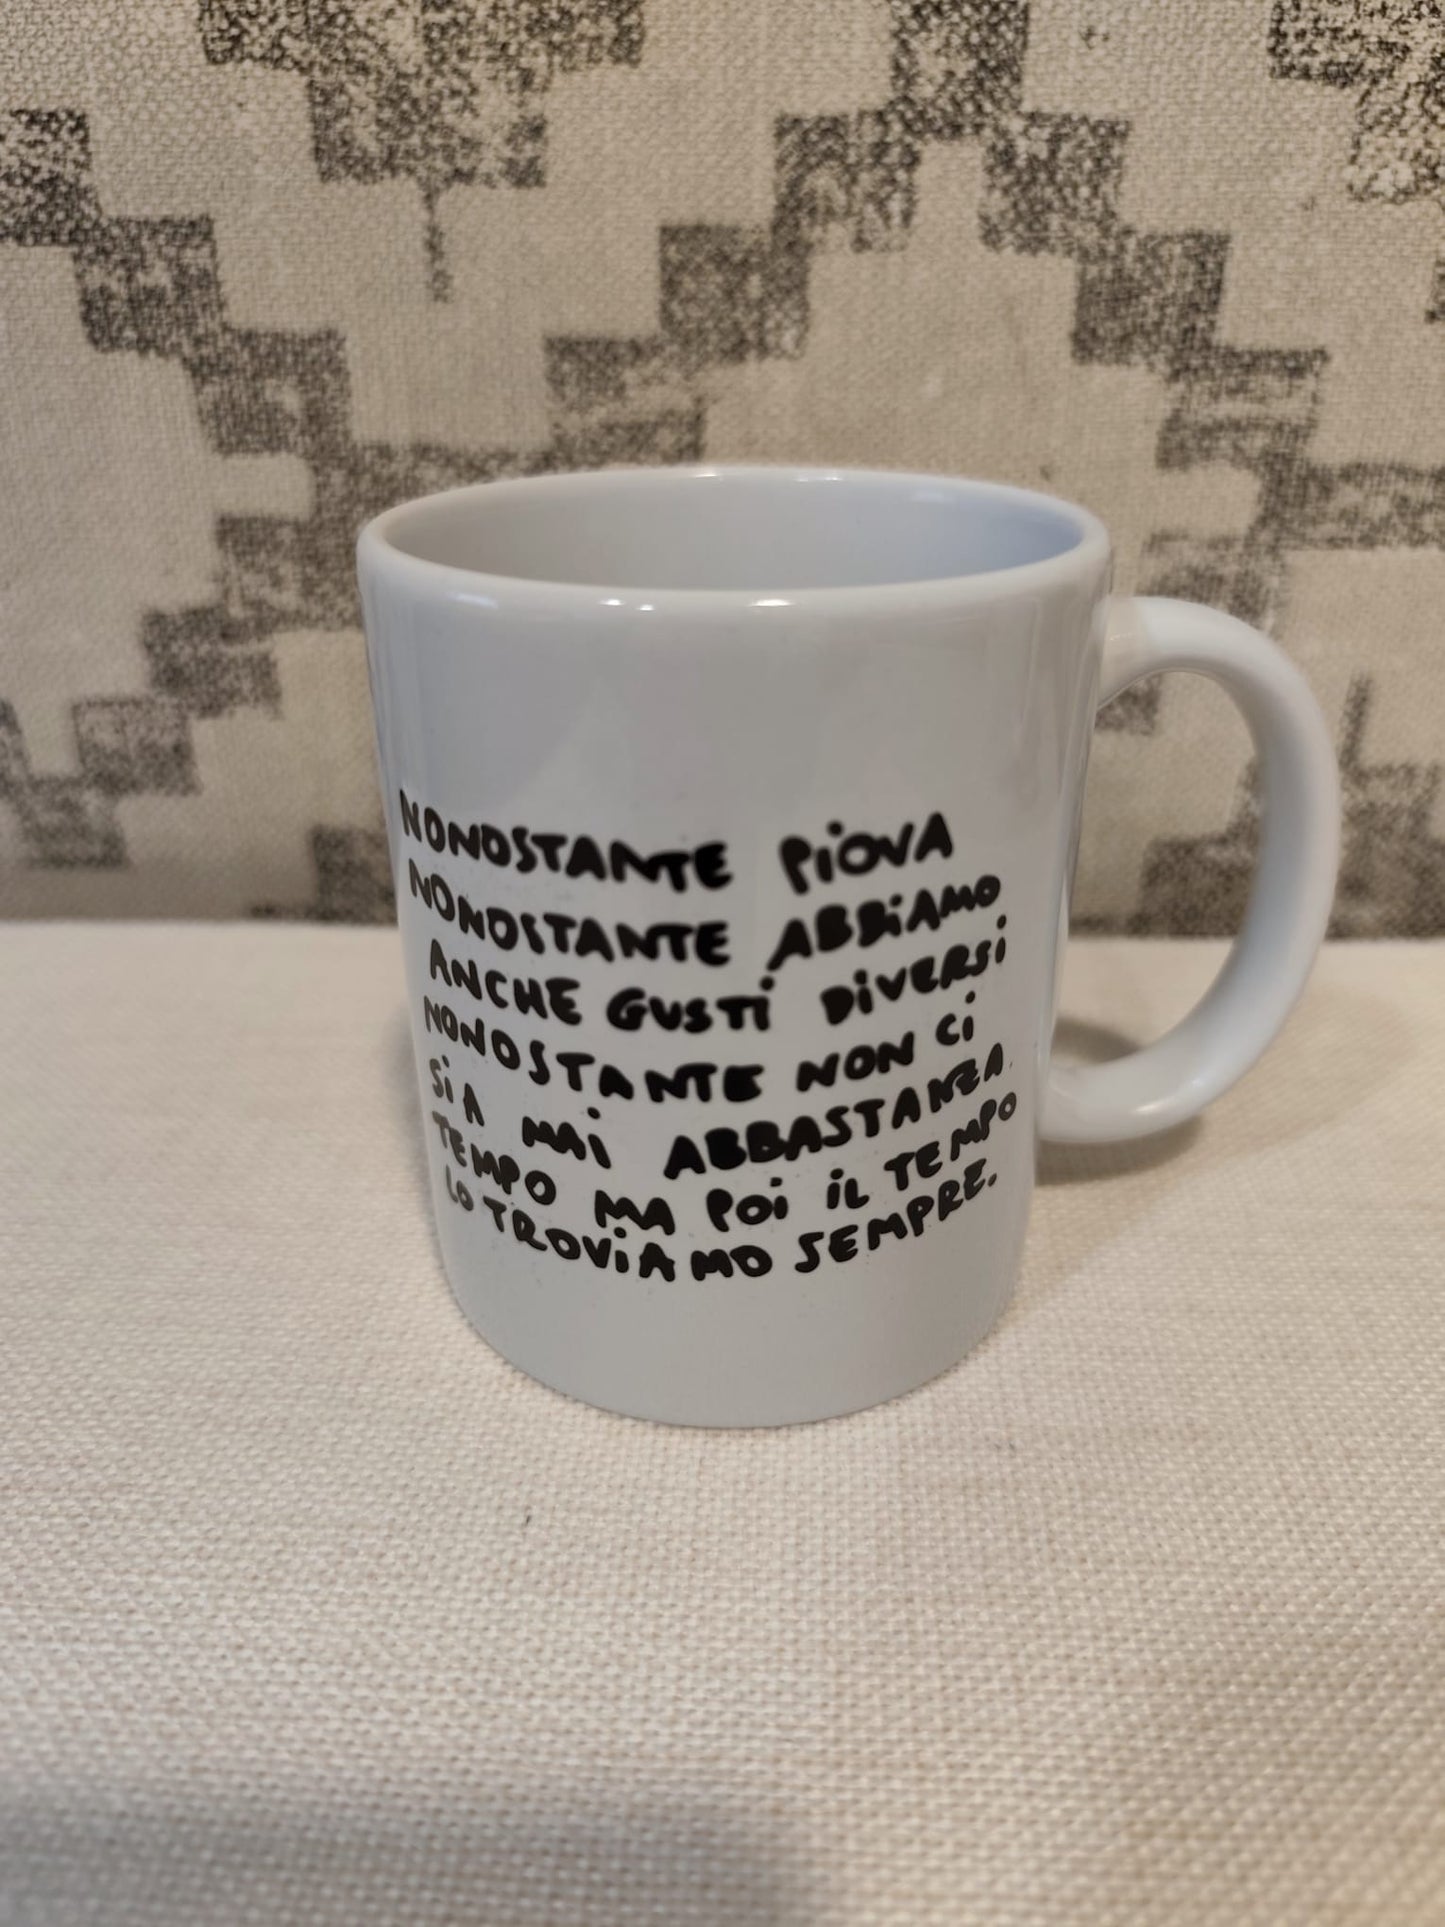 NONOSTANTE PiOVA
NONOSTANTE ABBiAMO
ANCHE GUSTi DiVERSi
NONOSTANTE NON Ci
SiA MAi ABBASTANZA
TEMPO MA POi iL TEMPO
LO TROViAMO SEMPRE.